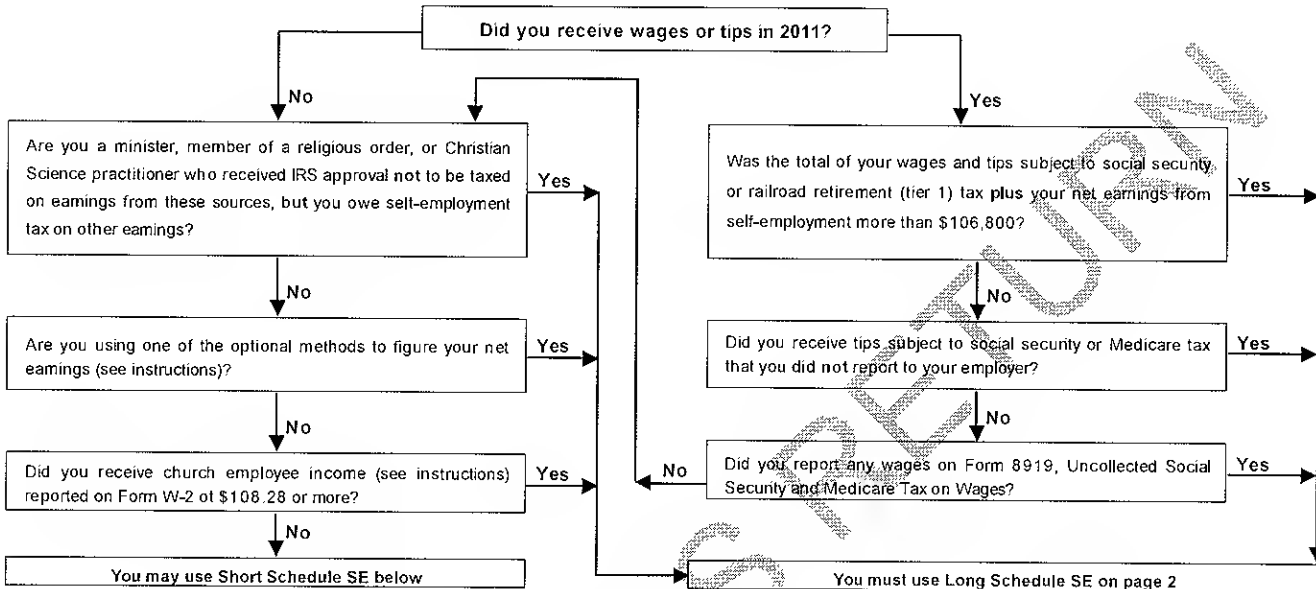 Did you receive wages or tips in 2011?
No
Yes
Are you a minister, member of a religious order, or Christian
Science practitioner who received IRS approval not to be taxed
on earnings from these sources, but you owe self-employment
tax on other earnings?
Yes
Was the total of your wages and tips subject to social security
or railroad retirement (tier 1) tax plus your net earnings from
self-employment more than $106,800?
Yes
No
No
Are you using one of the optional methods to figure your net
earnings (see instructions)?
Yes
Did you receive tips subject to social security or Medicare tax
that you did not report to your employer?
Yes
No
No
Did you receive church employee income (see instructions)
reported on Form W-2 of $108.28 or more?
Yes
No
Did you report any wages on Form 8919, Uncollected Social
Security and Medicare Tax on Wages?
Yes
No
You may use Short Schedule SE below
You must use Long Schedule SE on page 2
S RETURN